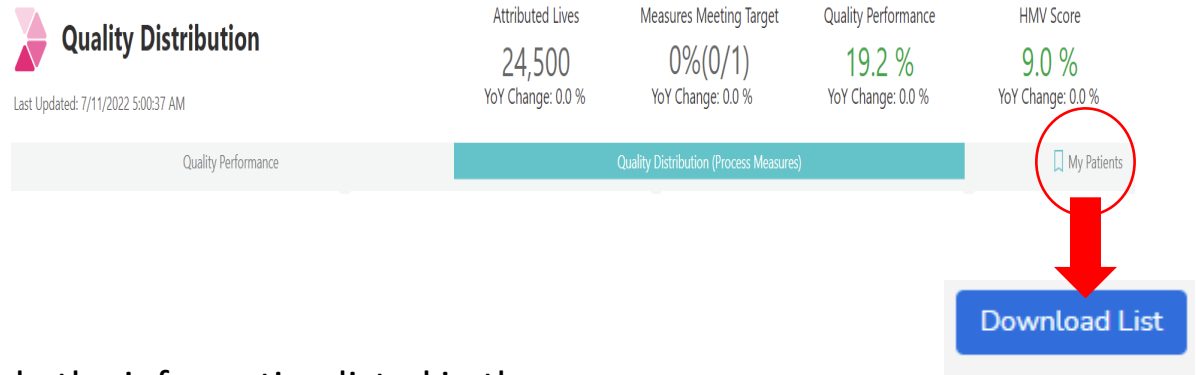 Quality Distribution
Last Updated: 7/11/2022 5:00:37 AM
Attributed Lives
24,500
YoY Change: 0.0 %
Measures Meeting Target
0%(0/1)
YoY Change: 0.0 %
Quality Performance
19.2 %
YoY Change: 0.0 %
HMV Score
9.0 %
YoY Change: 0.0 %
Quality Performance
Quality Distribution (Process Measures)
My Patients
Download List